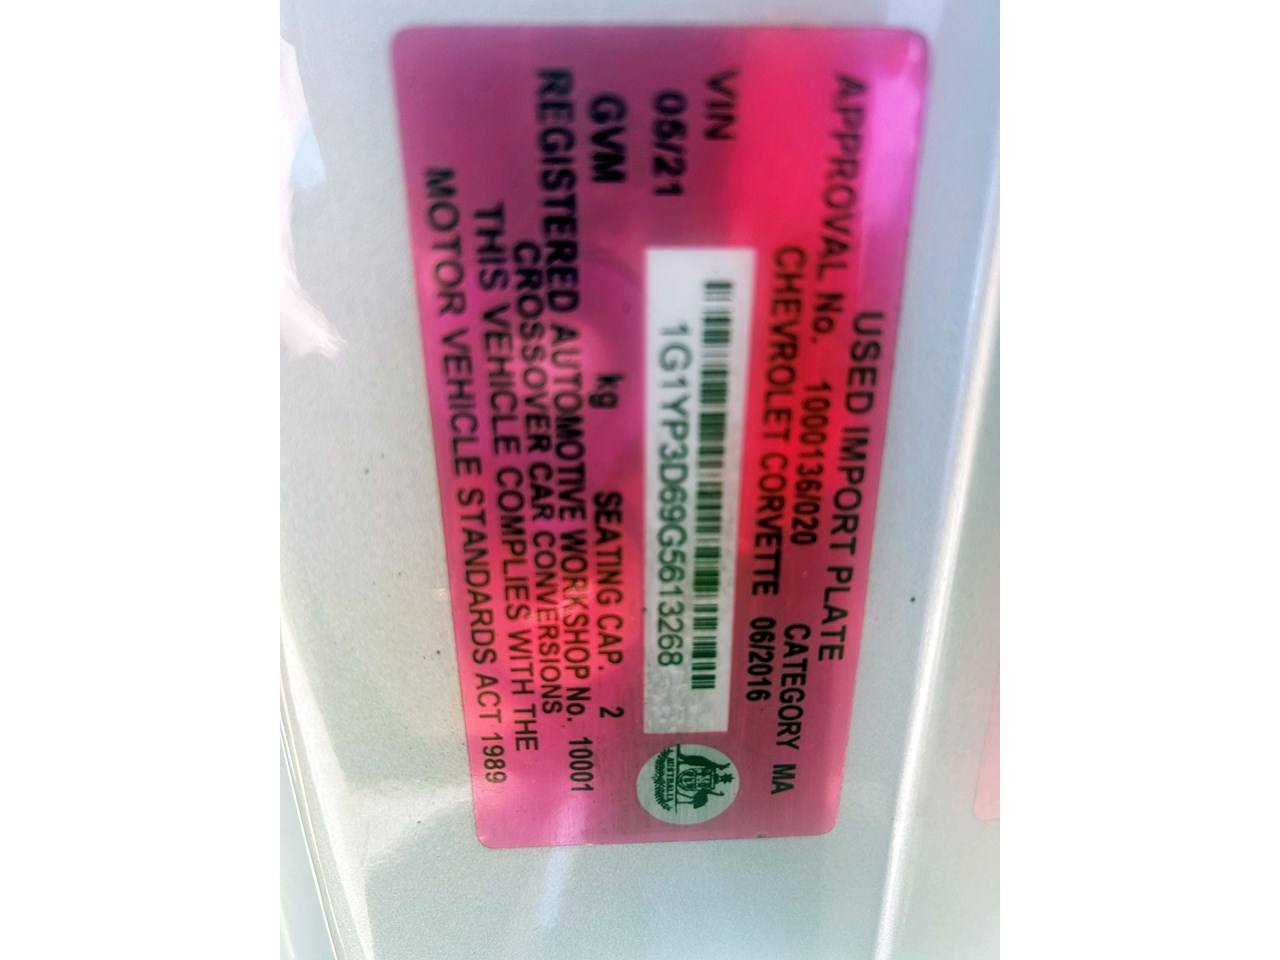 USED IMPORT PLATE
APPROVAL No. 1000136/020 CATEGORY MA
CHEVROLET CORVETTE 06/2016
VIN
1G1YP3D69G5613268
05/21
AUSTRALIA
GVM kg SEATING CAP. 2
REGISTERED AUTOMOTIVE WORKSHOP No. 10001
CROSSOVER CAR CONVERSIONS
THIS VEHICLE COMPLIES WITH THE
MOTOR VEHICLE STANDARDS ACT 1989